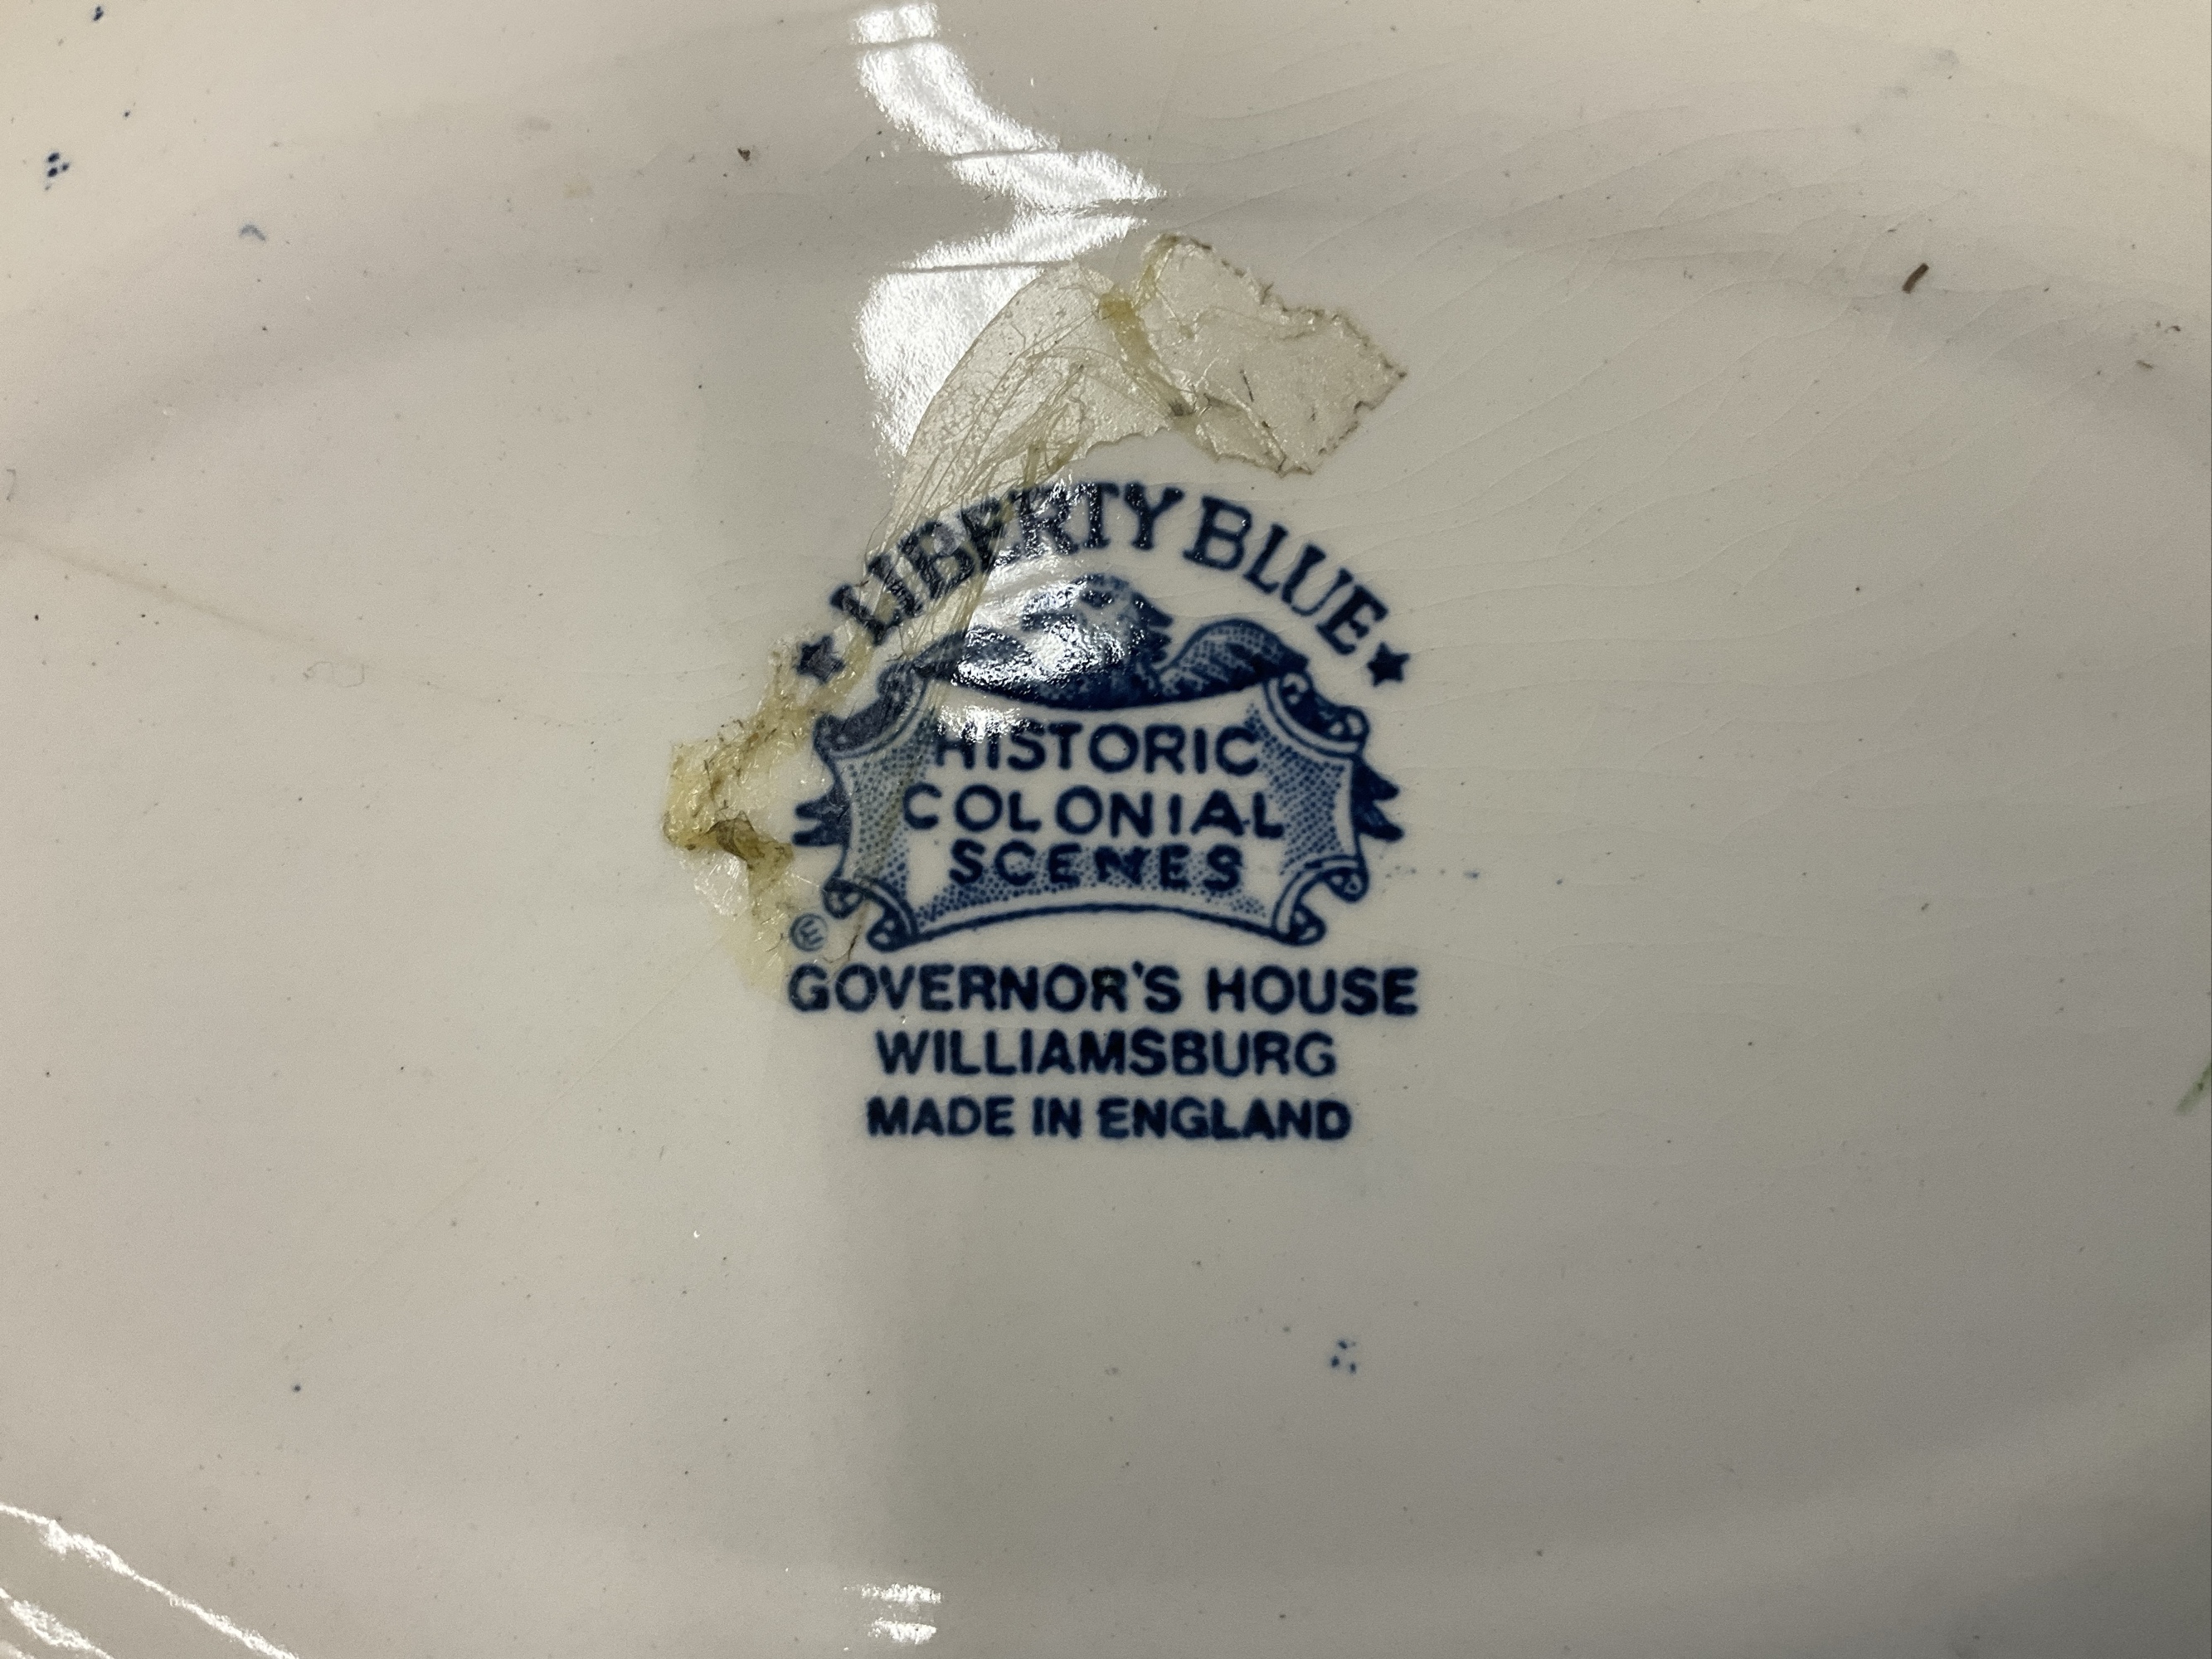 ★ LIBERTY BLUE ★
HISTORIC
COLONIAL
SCENES
Ⓔ
GOVERNOR'S HOUSE
WILLIAMSBURG
MADE IN ENGLAND